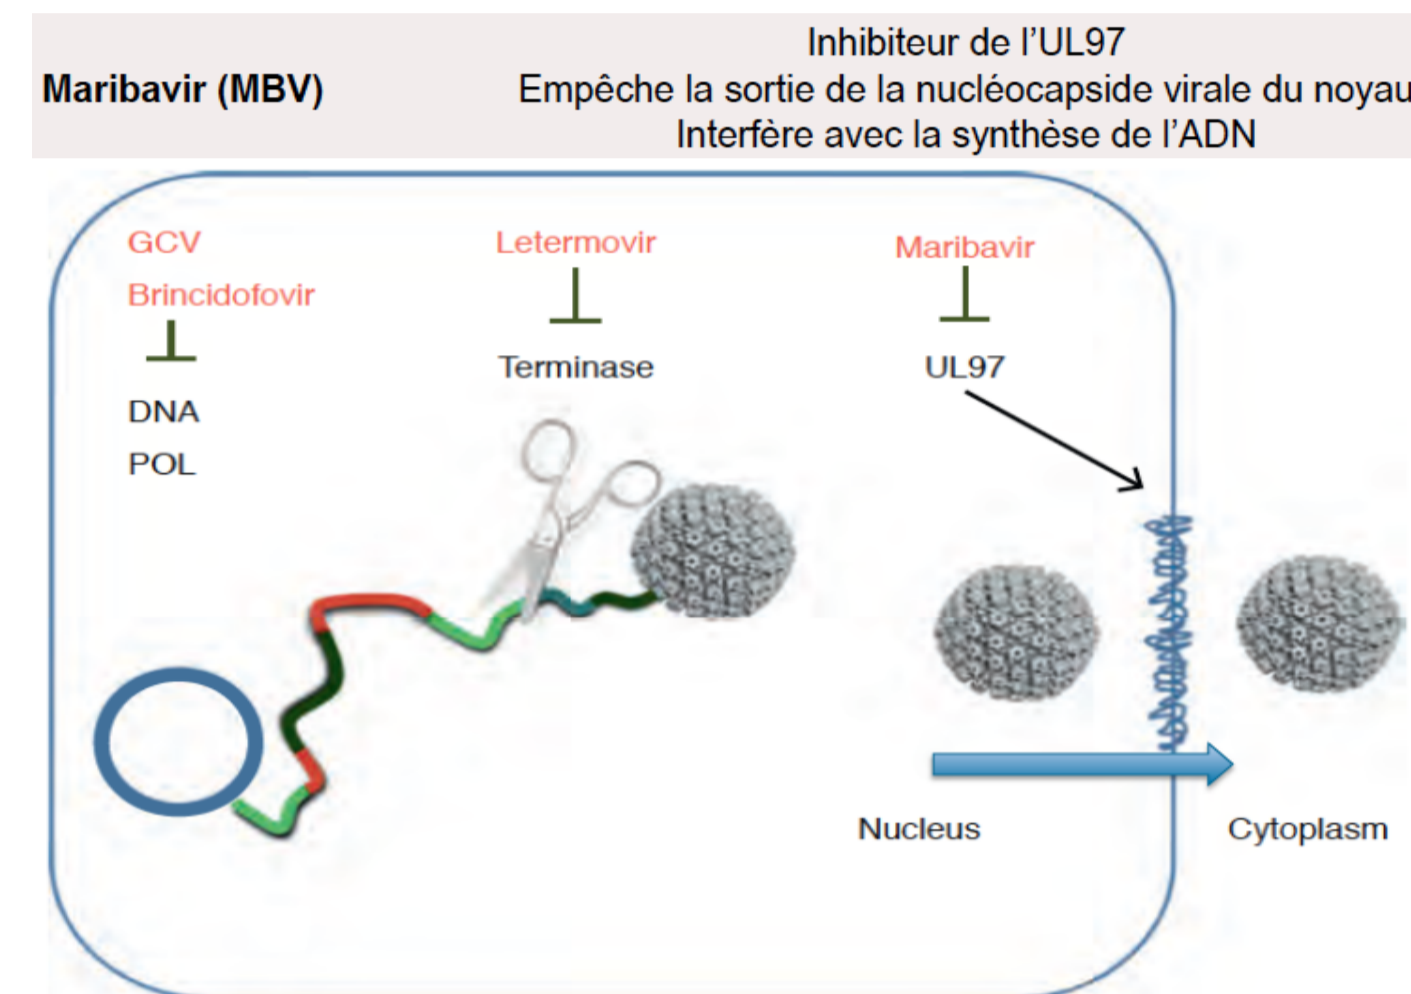 Inhibiteur de l'UL97
Maribavir (MBV)
Empêche la sortie de la nucléocapside virale du noyau
Interfère avec la synthèse de l'ADN
GCV
Brincidofovir
DNA
POL
Letermovir
Terminase
Maribavir
UL97
Nucleus
Cytoplasm